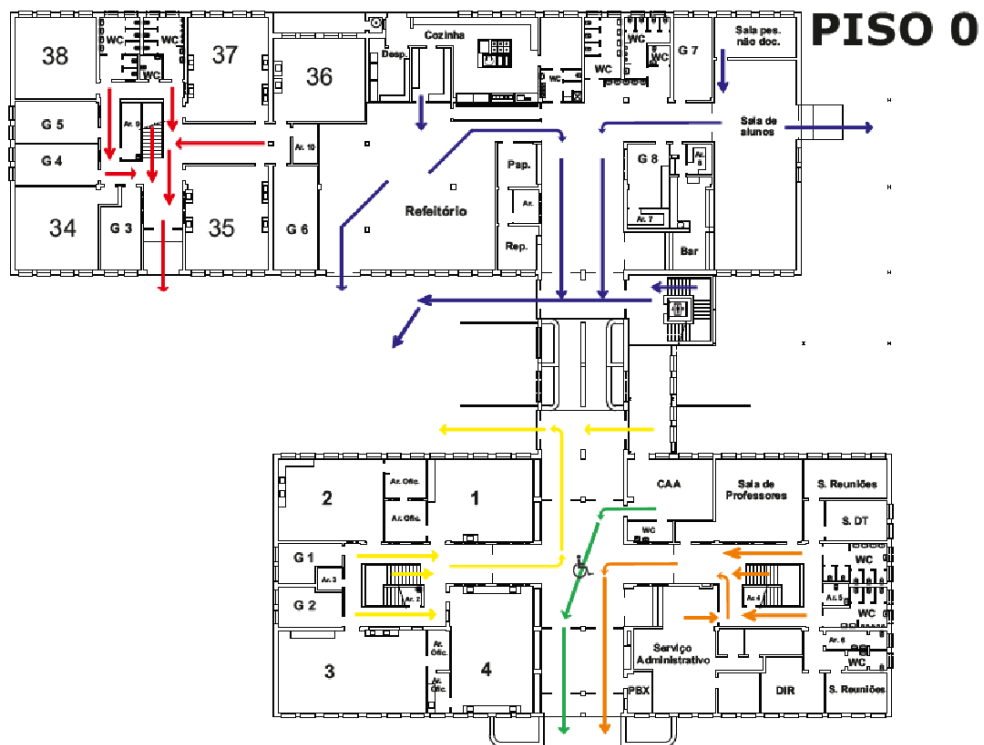 PISO 0
38
WC
WC
WC
37
36
Desp.
Cozinha
WC
WC
WC
WC
G 7
Sala pes.
não doc.
G 5
Ar. 9
G 4
Ar. 10
Sala de
alunos
34
G 3
35
G 6
Refeitório
Pap.
Ar.
Rep.
G 8
Ar. 8
Ar. 7
Bar
2
Ar. Ofic.
Ar. Ofic.
1
CAA
WC
Sala de
Professores
S. Reuniões
S. DT
G 1
Ar. 3
G 2
Ar. 2
Ar.4
WC
Ar.5
WC
3
Ar.
Ofic.
Ar.
Ofic.
4
Serviço
Administrativo
PBX
DIR
Ar. 6
WC
S. Reuniões